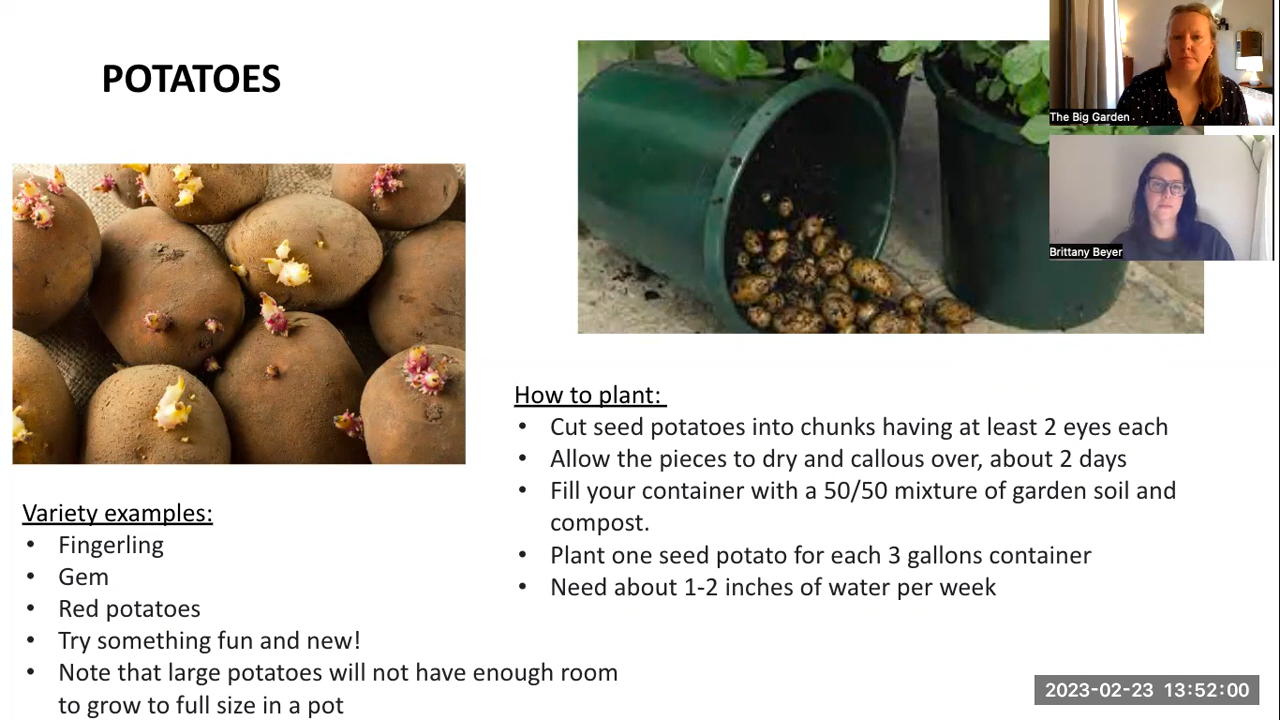 POTATOES
The Big Garden
Brittany Beyer
How to plant:
• Cut seed potatoes into chunks having at least 2 eyes each
• Allow the pieces to dry and callous over, about 2 days
• Fill your container with a 50/50 mixture of garden soil and
compost.
• Plant one seed potato for each 3 gallons container
• Need about 1-2 inches of water per week
Variety examples:
• Fingerling
• Gem
• Red potatoes
• Try something fun and new!
• Note that large potatoes will not have enough room
to grow to full size in a pot
2023-02-23 13:52:00